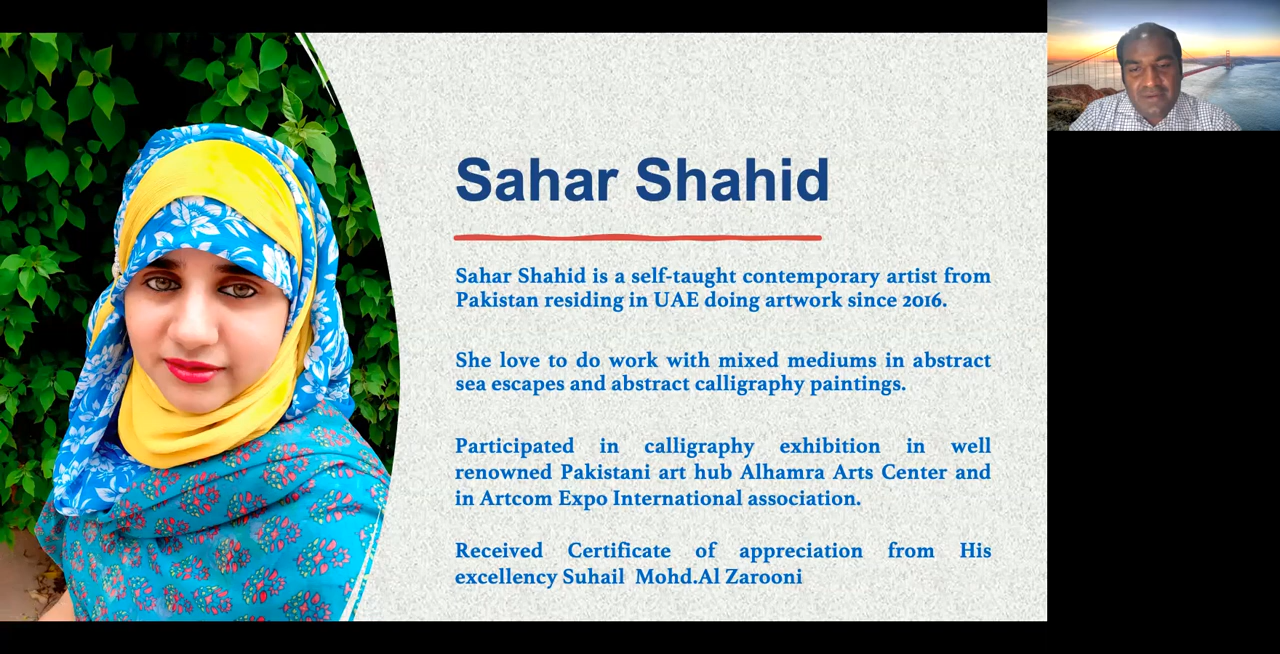 Sahar Shahid
Sahar Shahid is a self-taught contemporary artist from
Pakistan residing in UAE doing artwork since 2016.
She love to do work with mixed mediums in abstract
sea escapes and abstract calligraphy paintings.
Participated in calligraphy exhibition in well
renowned Pakistani art hub Alhamra Arts Center and
in Artcom Expo International association.
Received Certificate of appreciation from His
excellency Suhail Mohd.Al Zarooni